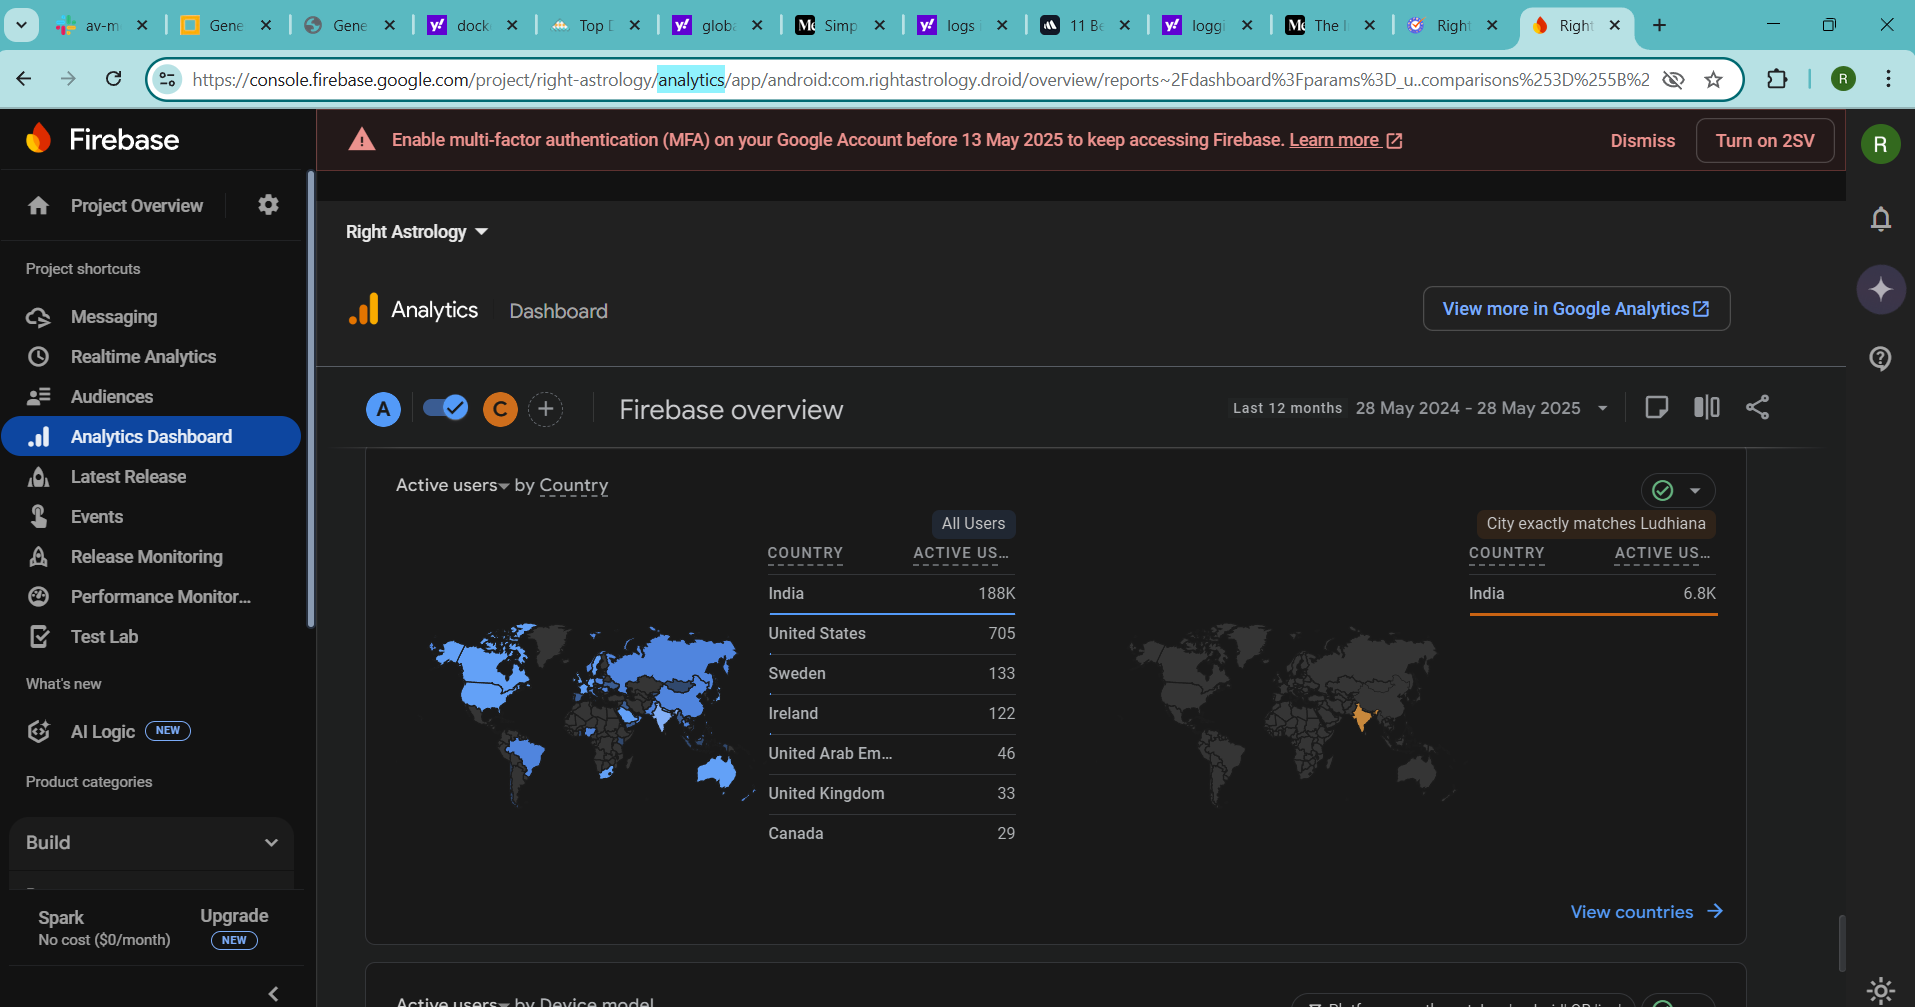 av-m
Gene
Gene
dock
Top D
globa
Simp
logs i
11 Be
loggi
The I
Right
Right
https://console.firebase.google.com/project/right-astrology/analytics/app/android:com.rightastrology.droid/overview/reports~2Fdashboard%3Fparams%3D_u..comparisons%253D%255B%2
R
Firebase
Enable multi-factor authentication (MFA) on your Google Account before 13 May 2025 to keep accessing Firebase. Learn more
Dismiss
Turn on 2SV
R
Project Overview
Right Astrology
Project shortcuts
Messaging
Realtime Analytics
Audiences
Analytics Dashboard
Latest Release
Events
Release Monitoring
Performance Monitor...
Test Lab
What's new
AI Logic NEW
Product categories
Build
Spark
No cost ($0/month)
Upgrade
NEW
Analytics Dashboard
View more in Google Analytics
A C Firebase overview
Last 12 months 28 May 2024 - 28 May 2025
Active users by Country
All Users
COUNTRY ACTIVE US...
India 188K
United States 705
Sweden 133
Ireland 122
United Arab Em... 46
United Kingdom 33
Canada 29
City exactly matches Ludhiana
COUNTRY ACTIVE US...
India 6.8K
View countries
Active users by Device model